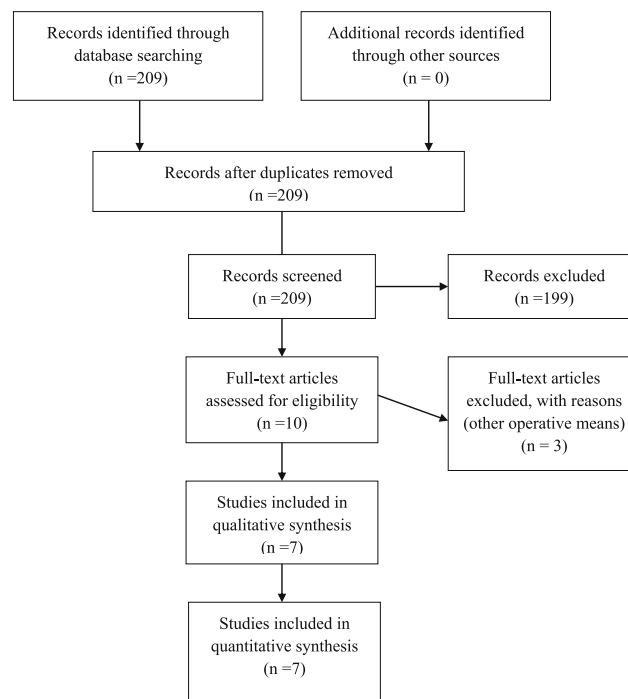 Records identified through
database searching
(n =209)
Additional records identified
through other sources
(n = 0)
Records after duplicates removed
(n =209)
Records screened
(n =209)
Records excluded
(n =199)
Full-text articles
assessed for eligibility
(n =10)
Full-text articles
excluded, with reasons
(other operative means)
(n = 3)
Studies included in
qualitative synthesis
(n =7)
Studies included in
quantitative synthesis
(n =7)